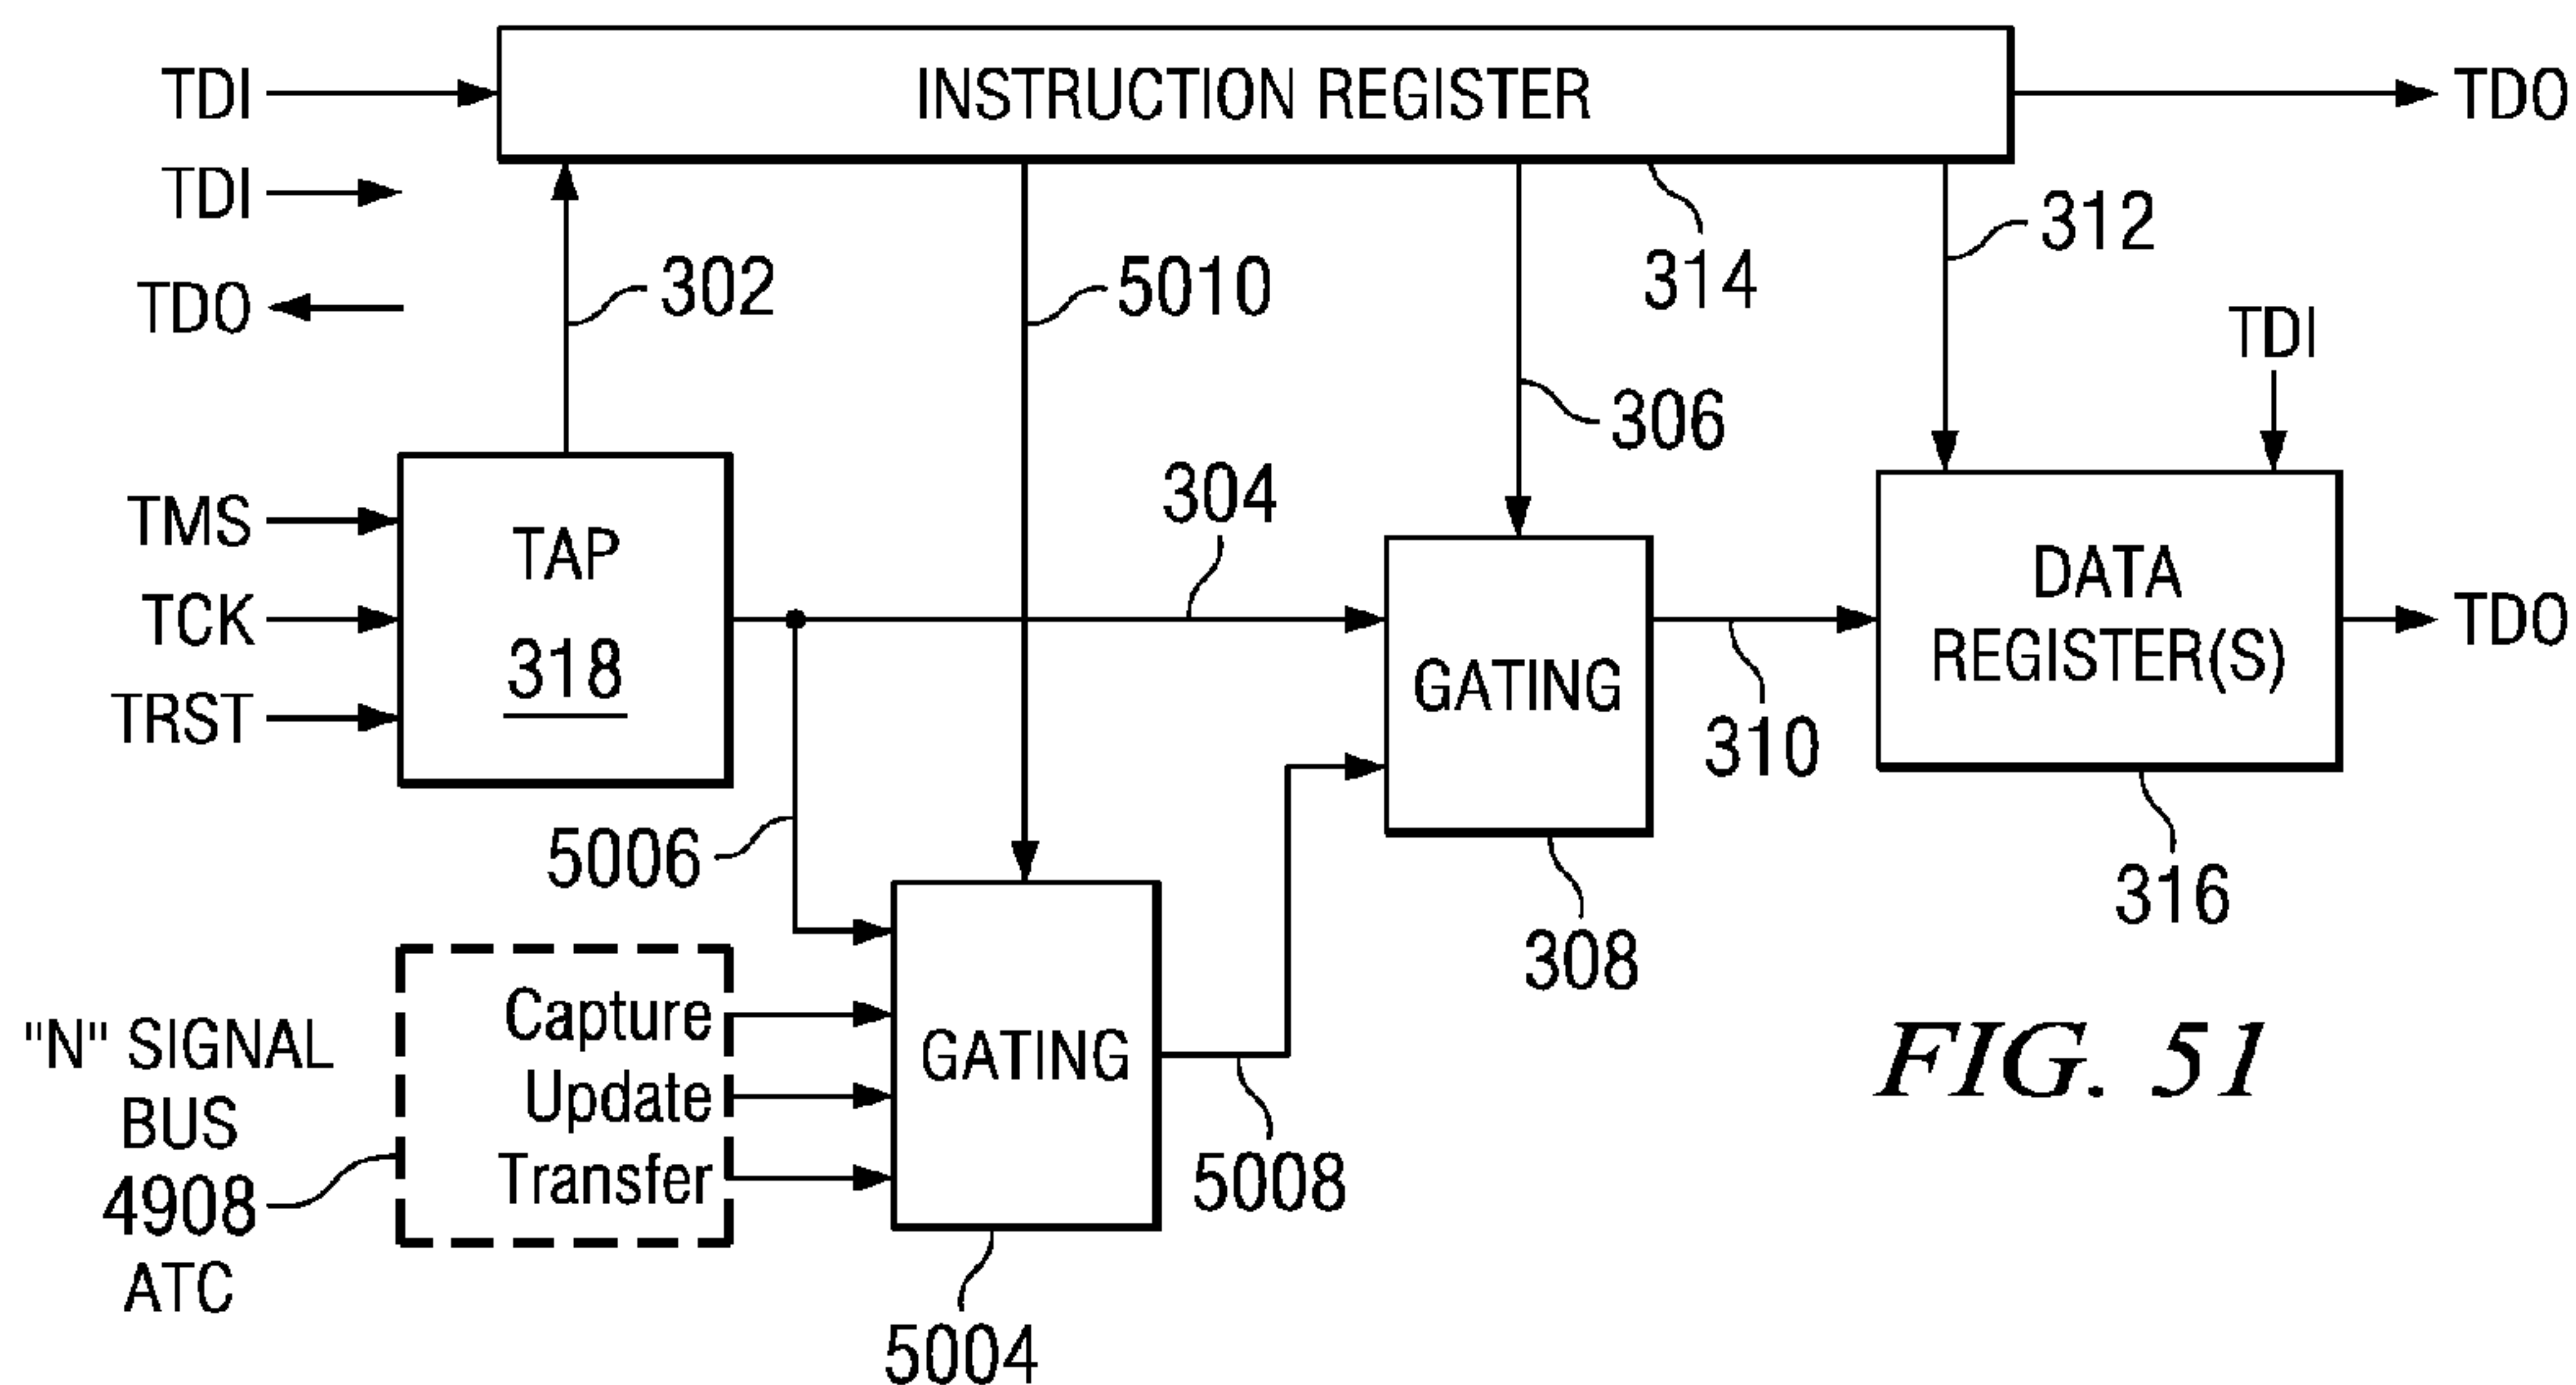 TDI
INSTRUCTION REGISTER
TDO
TDI
TDO
302
5010
314
312
TDI
306
304
TMS
TCK
TRST
TAP
318
GATING
310
DATA
REGISTER(S)
TDO
5006
316
308
"N" SIGNAL
BUS
4908
ATC
Capture
Update
Transfer
GATING
5008
5004
FIG. 51